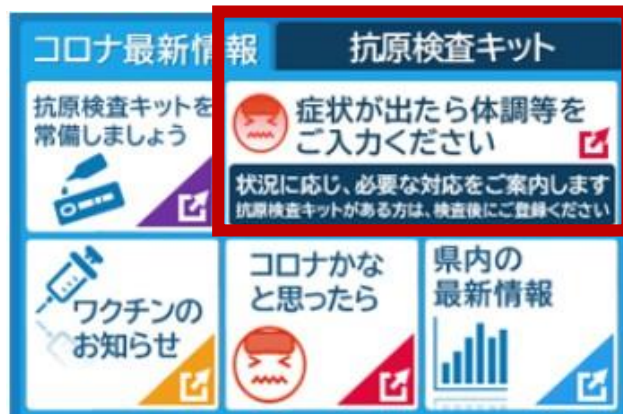 コロナ最新情報
抗原検査キット
抗原検査キットを
常備しましょう
症状が出たら体調等を
ご入力ください
状況に応じ、必要な対応をご案内します
抗原検査キットがある方は、検査後にご登録ください
ワクチンの
お知らせ
コロナかな
と思ったら
県内の
最新情報